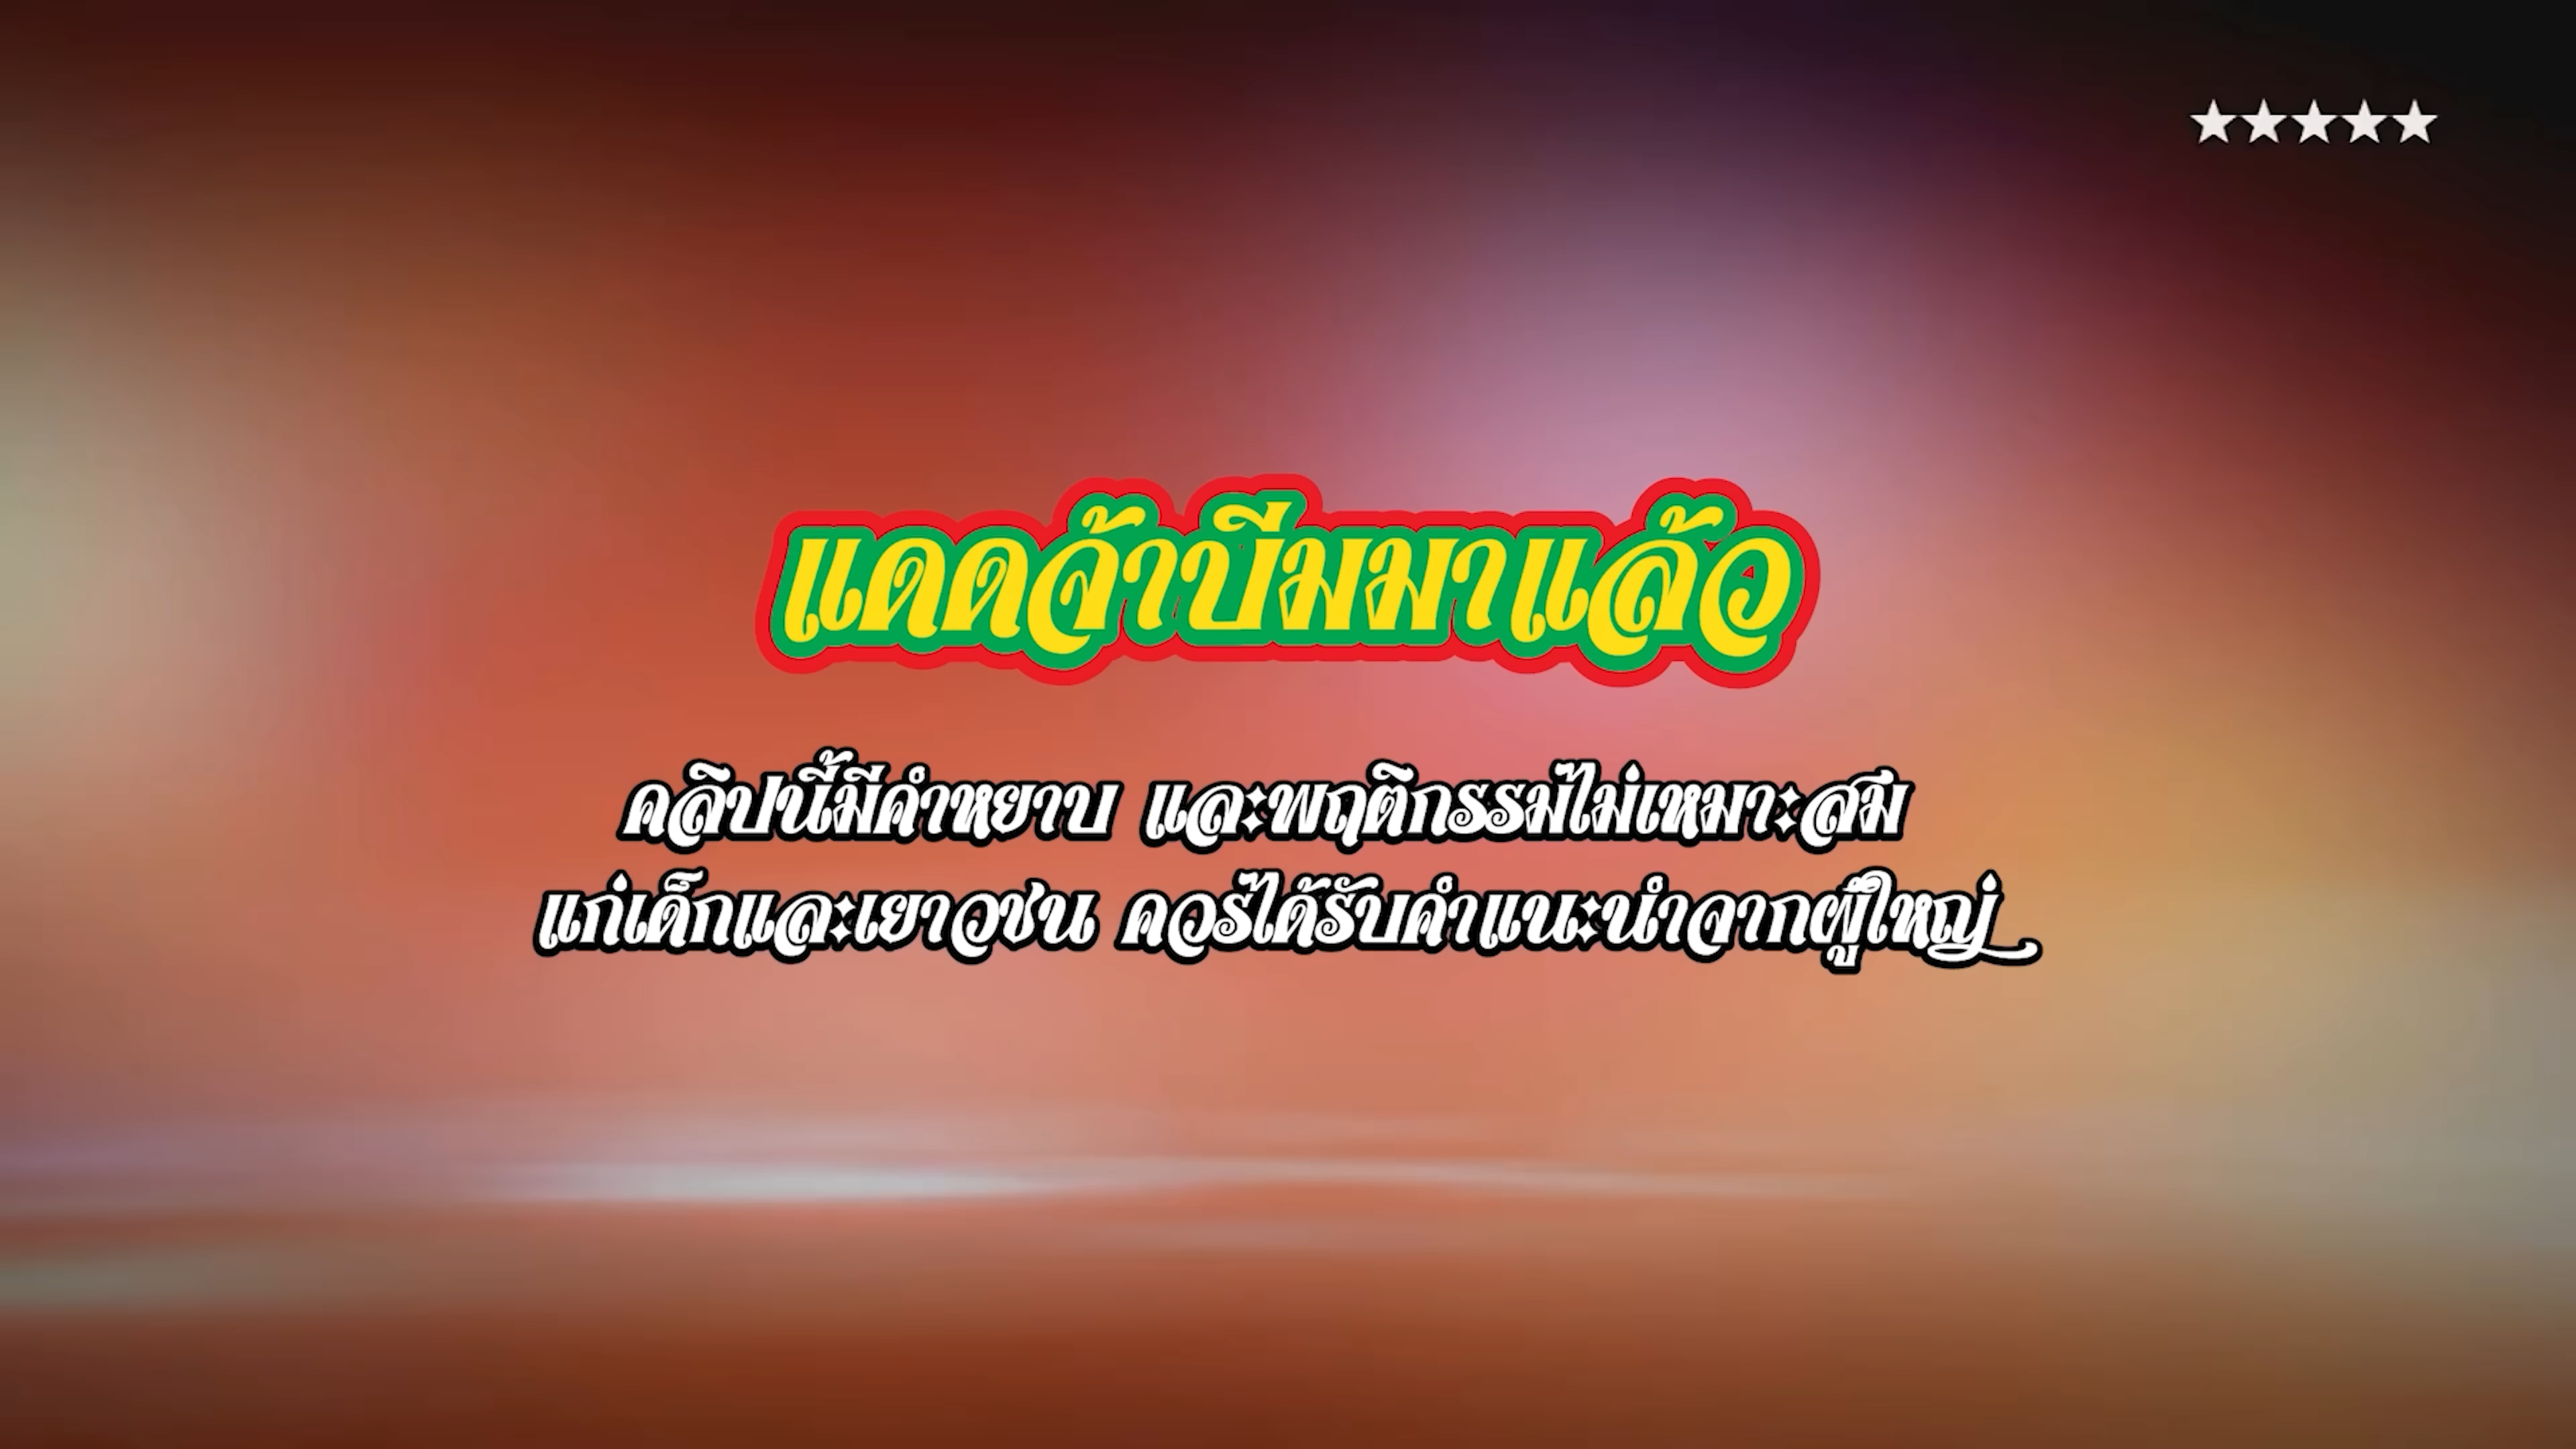 แดดจ้าบีมมาแล้ว
คลิปนี้มีคำหยาบ และพฤติกรรมไม่เหมาะสม
แก่เด็กและเยาวชน ควรได้รับคำแนะนำจากผู้ใหญ่